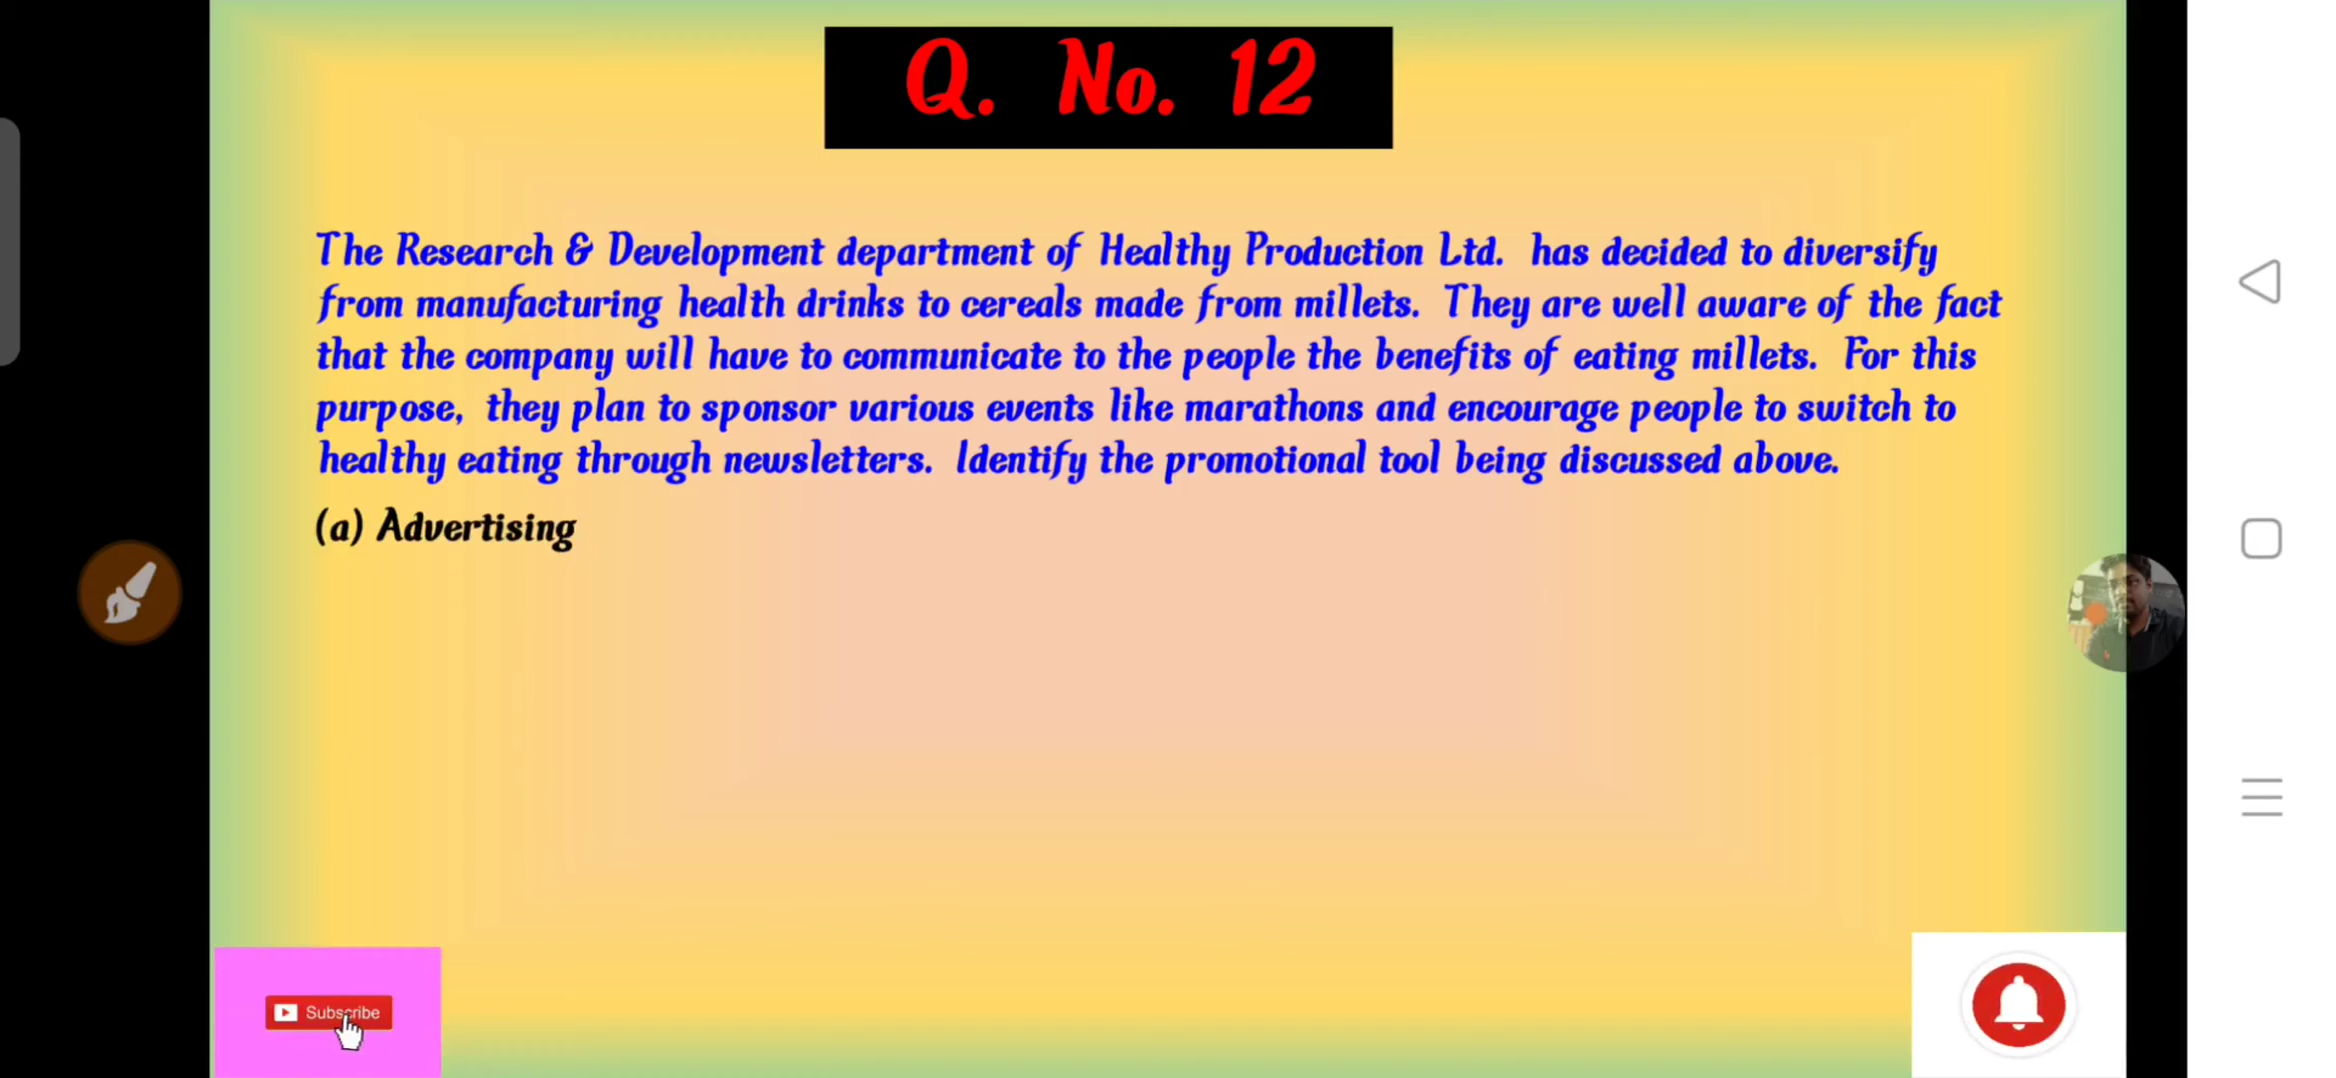 Q. No. 12
The Research & Development department of Healthy Production Ltd. has decided to diversify
from manufacturing health drinks to cereals made from millets. They are well aware of the fact
that the company will have to communicate to the people the benefits of eating millets. For this
purpose, they plan to sponsor various events like marathons and encourage people to switch to
healthy eating through newsletters. Identify the promotional tool being discussed above.
(a) Advertising
Subscribe